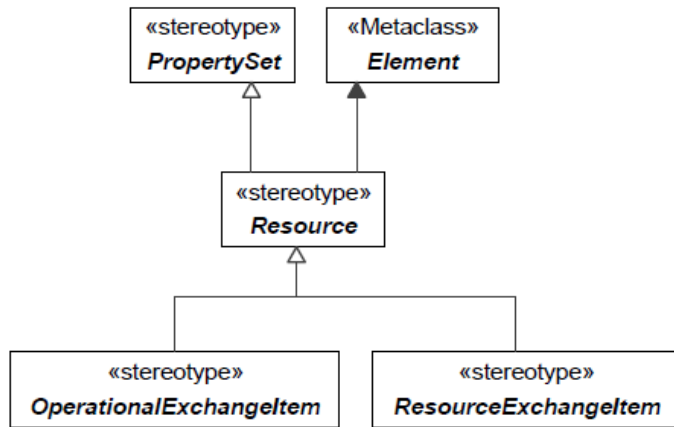 «stereotype»
PropertySet
«Metaclass»
Element
«stereotype»
Resource
«stereotype»
OperationalExchangeItem
«stereotype»
ResourceExchangeItem